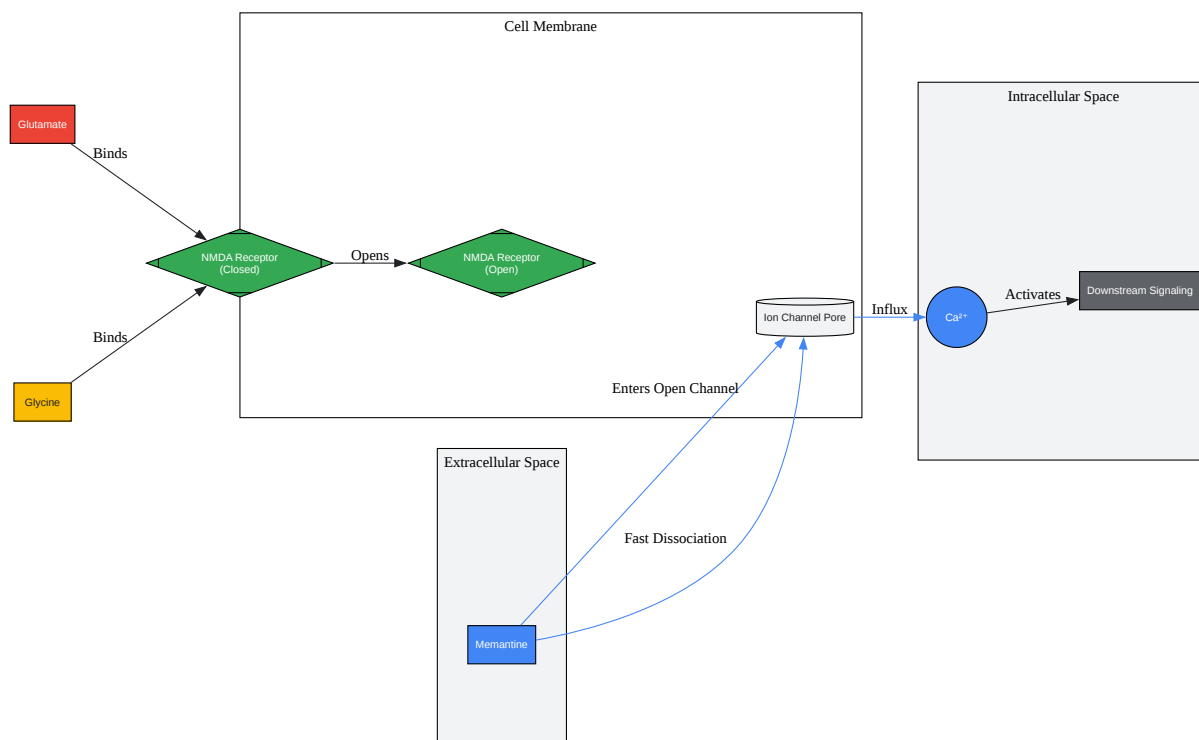 Cell Membrane
Intracellular Space
Glutamate
Binds
NMDA Receptor
(Closed)
Opens
NMDA Receptor
(Open)
Glycine
Binds
Ion Channel Pore
Influx
Ca²⁺
Activates
Downstream Signaling
Enters Open Channel
Extracellular Space
Fast Dissociation
Memantine